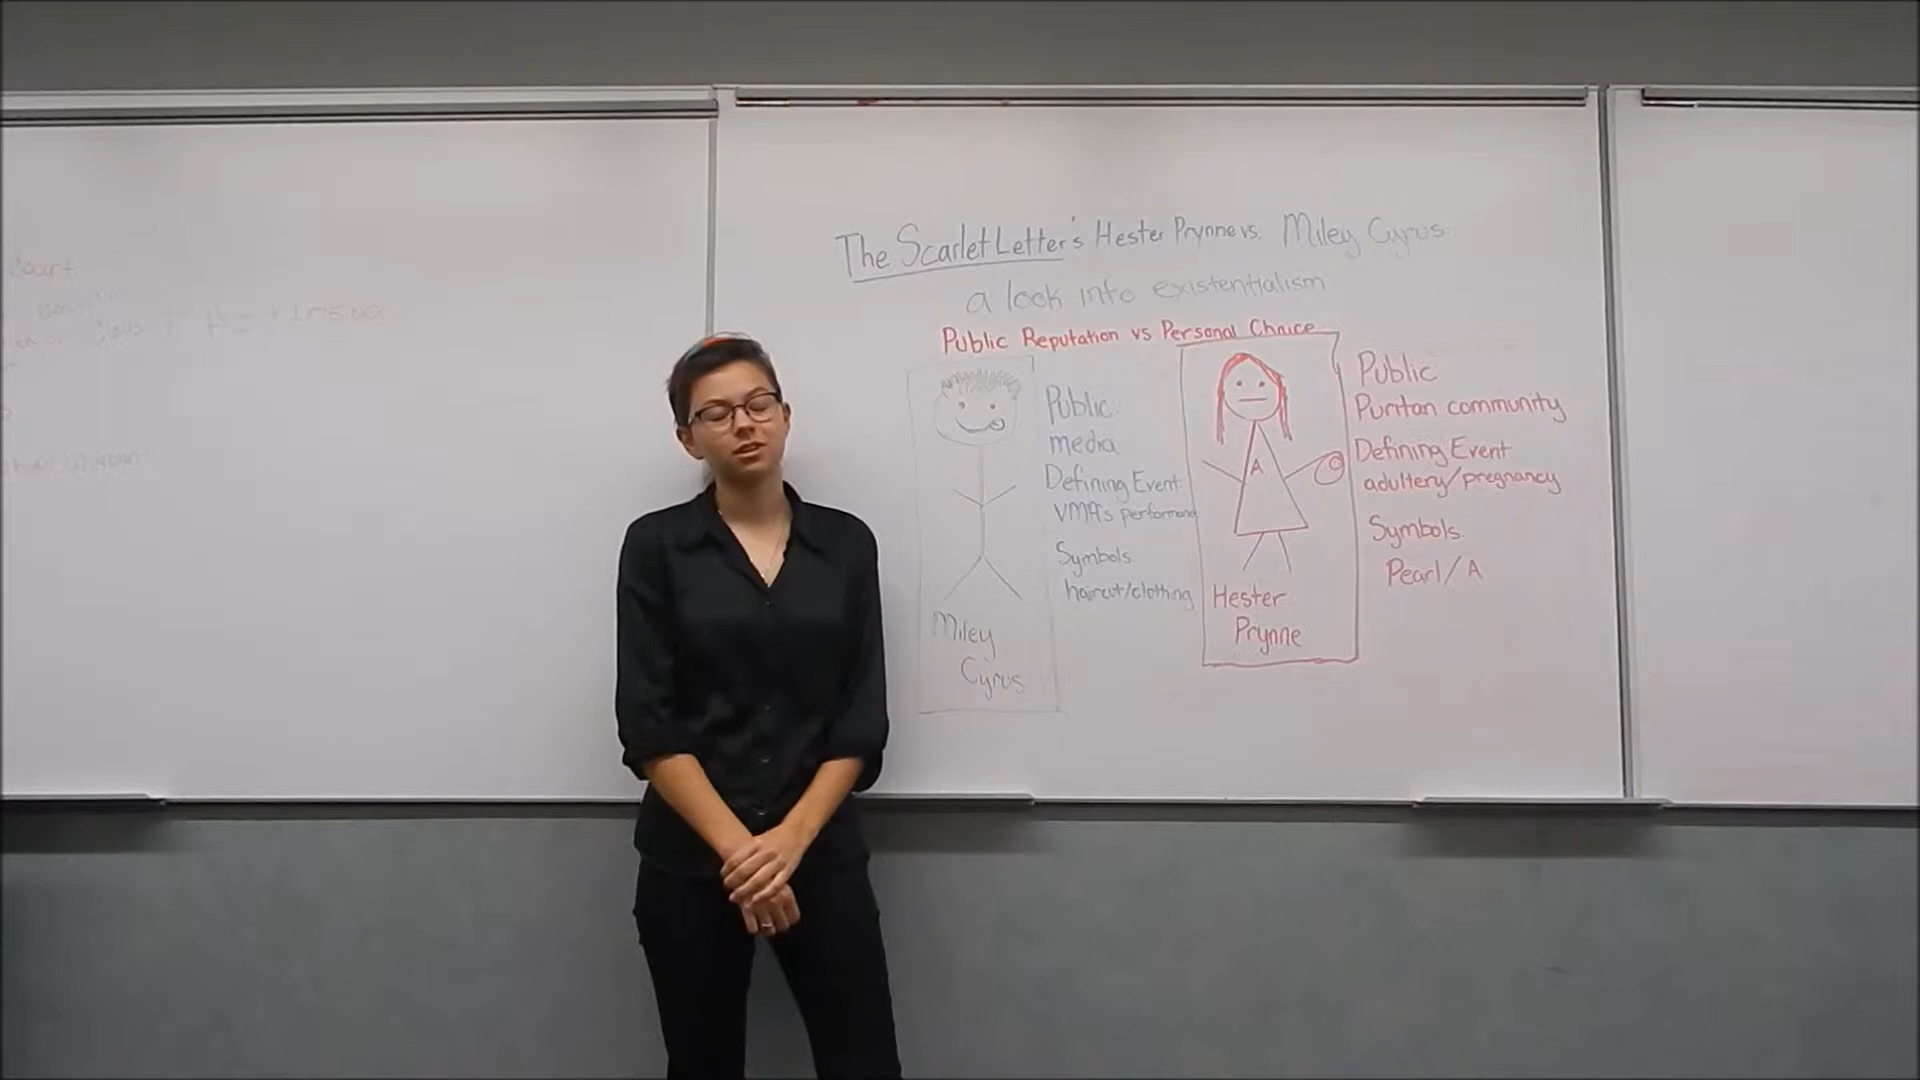 The Scarlet Letter's Hester Prynne vs. Miley Cyrus
a look into existentialism
Public Reputation vs Personal Choice
Public:
media
Defining Event
VMA's performance
Symbols:
haircut/clothing
Miley
Cyrus
A
Hester
Prynne
Public
Puritan community
Defining Event
adultery/pregnancy
Symbols
Pearl/A
Court